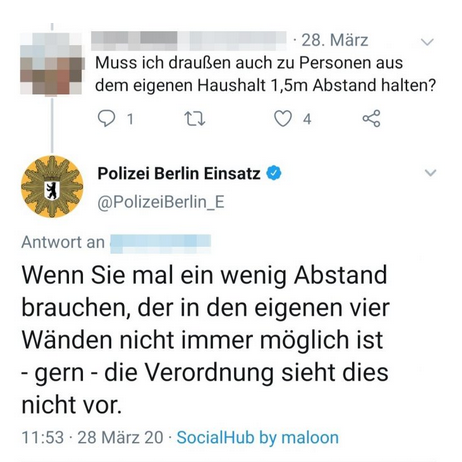 · 28. März
Muss ich draußen auch zu Personen aus
dem eigenen Haushalt 1,5m Abstand halten?
1
4
Polizei Berlin Einsatz
@PolizeiBerlin_E
Antwort an
Wenn Sie mal ein wenig Abstand
brauchen, der in den eigenen vier
Wänden nicht immer möglich ist
- gern - die Verordnung sieht dies
nicht vor.
11:53 · 28 März 20 · SocialHub by maloon